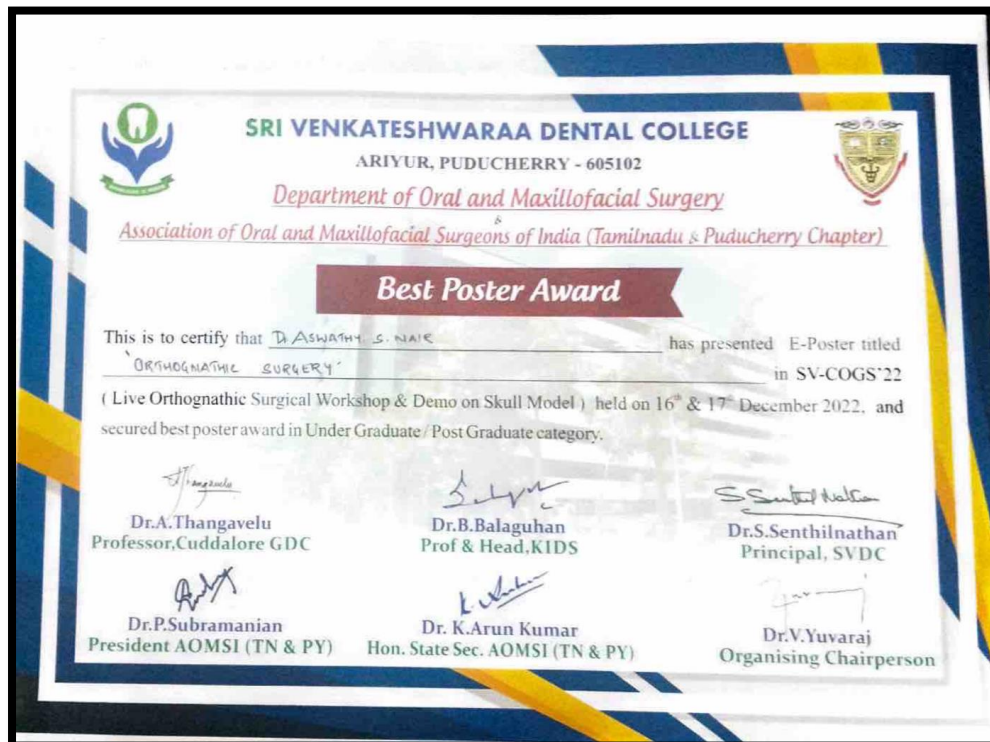 SRI VENKATESHWARAA DENTAL COLLEGE
ARIYUR, PUDUCHERRY - 605102
Department of Oral and Maxillofacial Surgery
&
Association of Oral and Maxillofacial Surgeons of India (Tamilnadu & Puducherry Chapter)
Best Poster Award
This is to certify that Dr. ASWATHY. S. NAIR has presented E-Poster titled
'ORTHOGNATHIC SURGERY' in SV-COGS'22
( Live Orthognathic Surgical Workshop & Demo on Skull Model ) held on 16th & 17th December 2022, and
secured best poster award in Under Graduate / Post Graduate category.
A Thangavelu
S Senthil Nathan
Dr.A.Thangavelu
Professor,Cuddalore GDC
Dr.B.Balaguhan
Prof & Head,KIDS
Dr.S.Senthilnathan
Principal, SVDC
Dr.P.Subramanian
President AOMSI (TN & PY)
Dr. K.Arun Kumar
Hon. State Sec. AOMSI (TN & PY)
Dr.V.Yuvaraj
Organising Chairperson